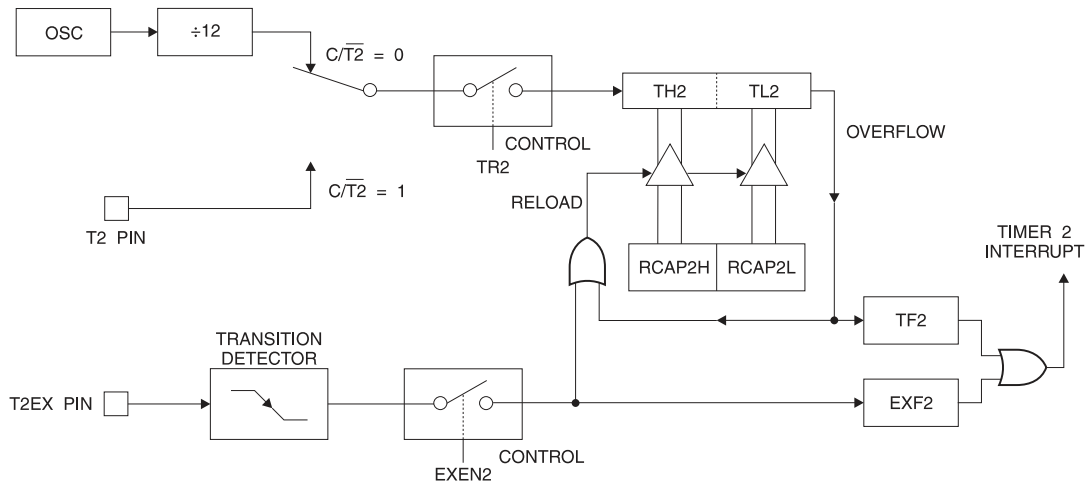 OSC
÷12
C/T2 = 0
TH2
TL2
OVERFLOW
CONTROL
TR2
C/T2 = 1
T2 PIN
RELOAD
RCAP2H
RCAP2L
TIMER 2
INTERRUPT
TF2
TRANSITION
DETECTOR
T2EX PIN
EXF2
CONTROL
EXEN2